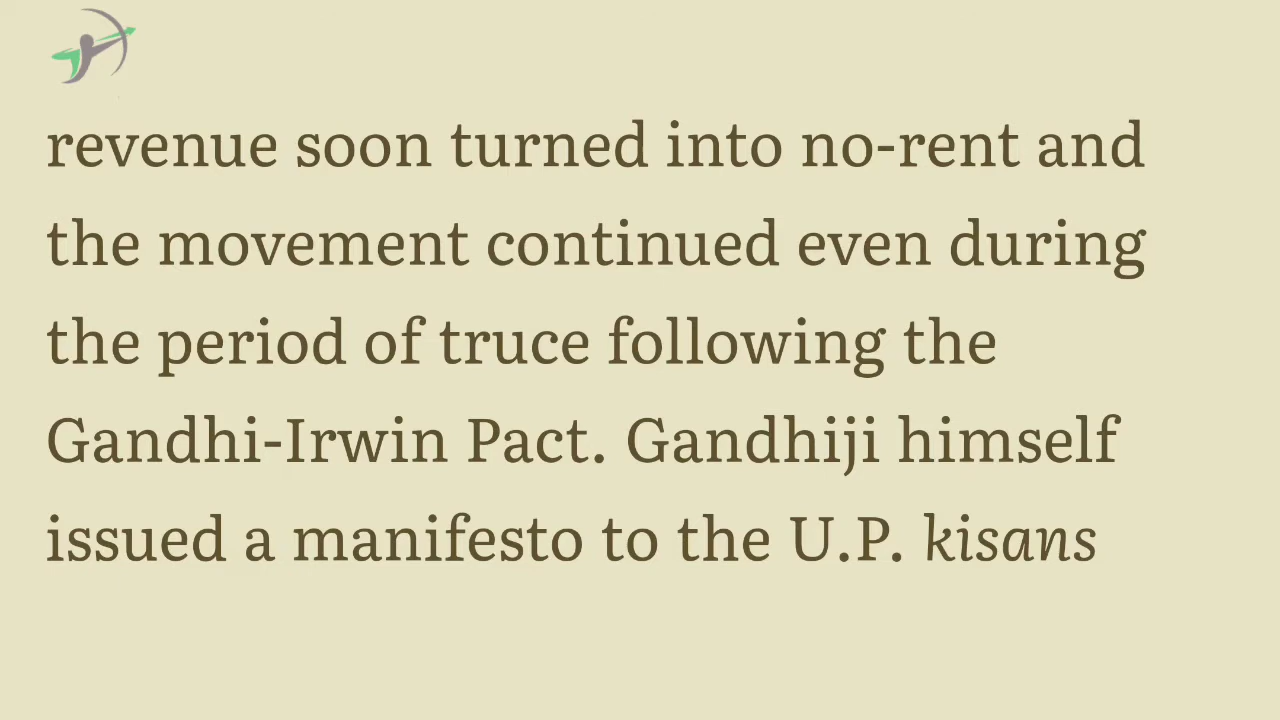 revenue soon turned into no-rent and
the movement continued even during
the period of truce following the
Gandhi-Irwin Pact. Gandhiji himself
issued a manifesto to the U.P. kisans